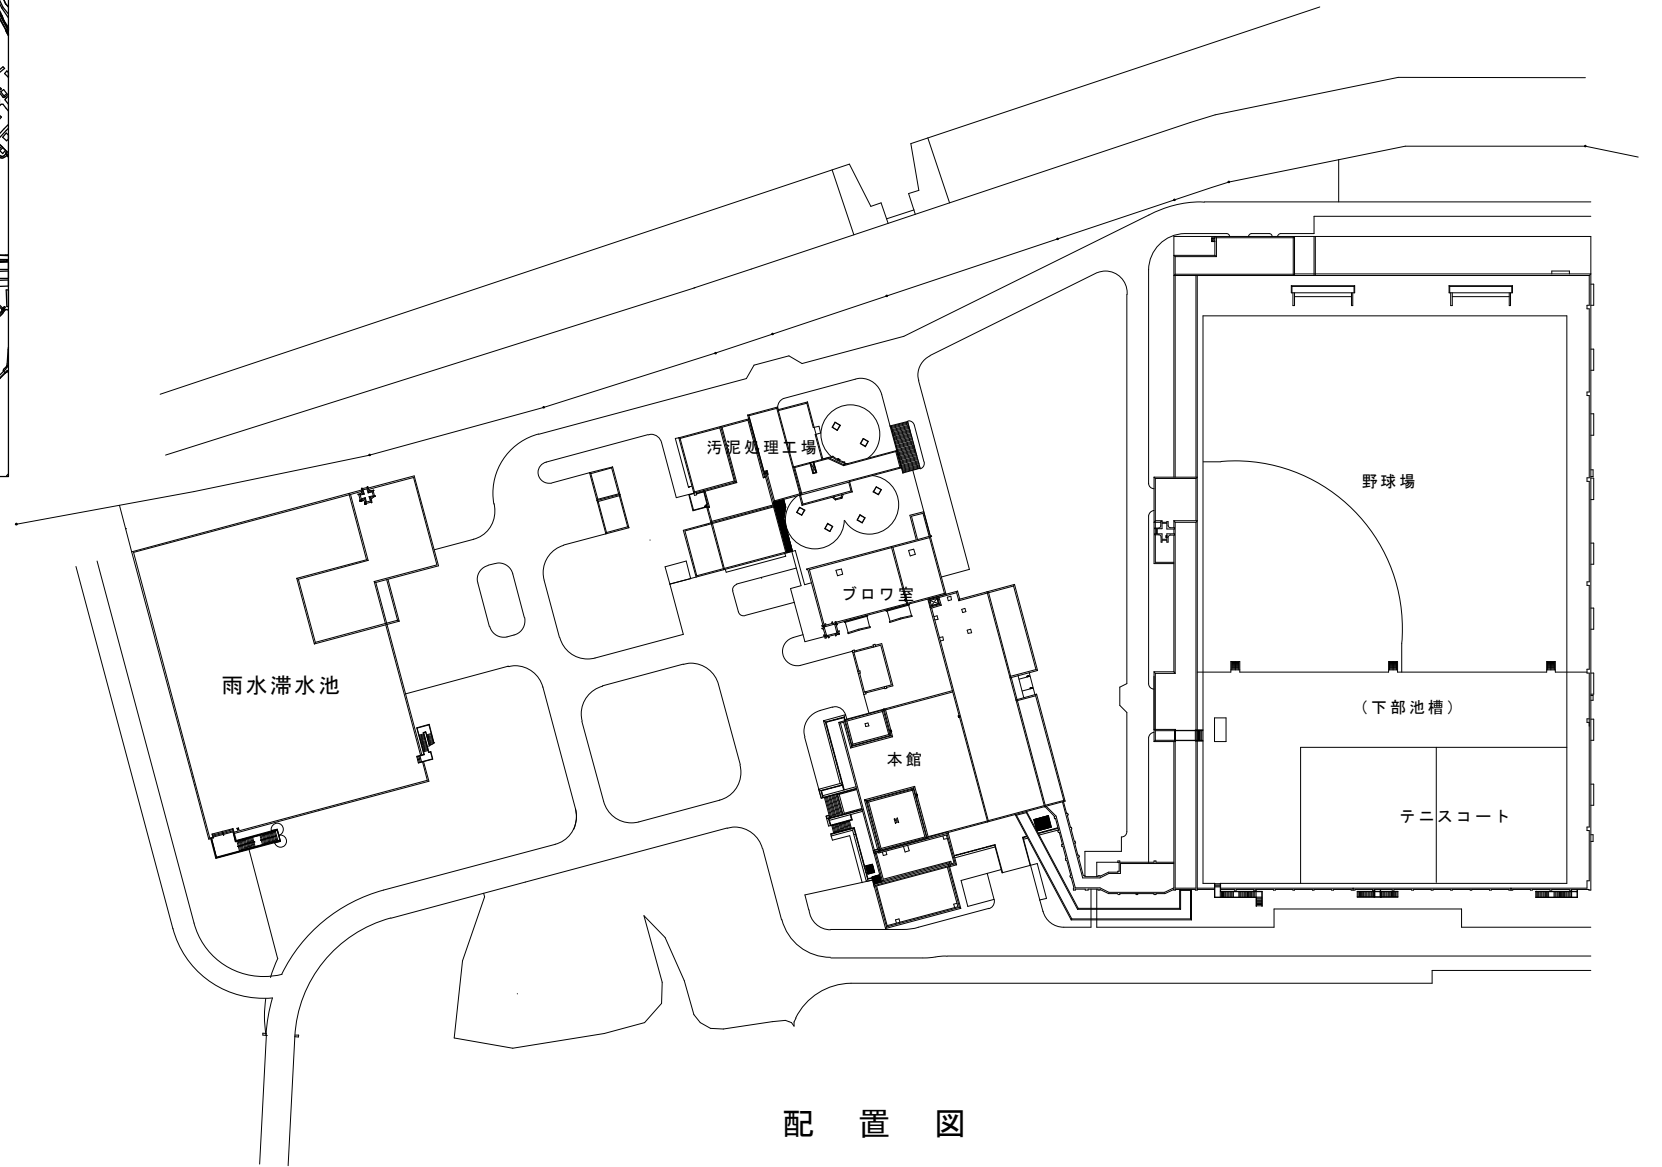 汚泥処理工場
野球場
ブロワ室
雨水滞水池
（下部池槽）
本館
テニスコート
配 置 図